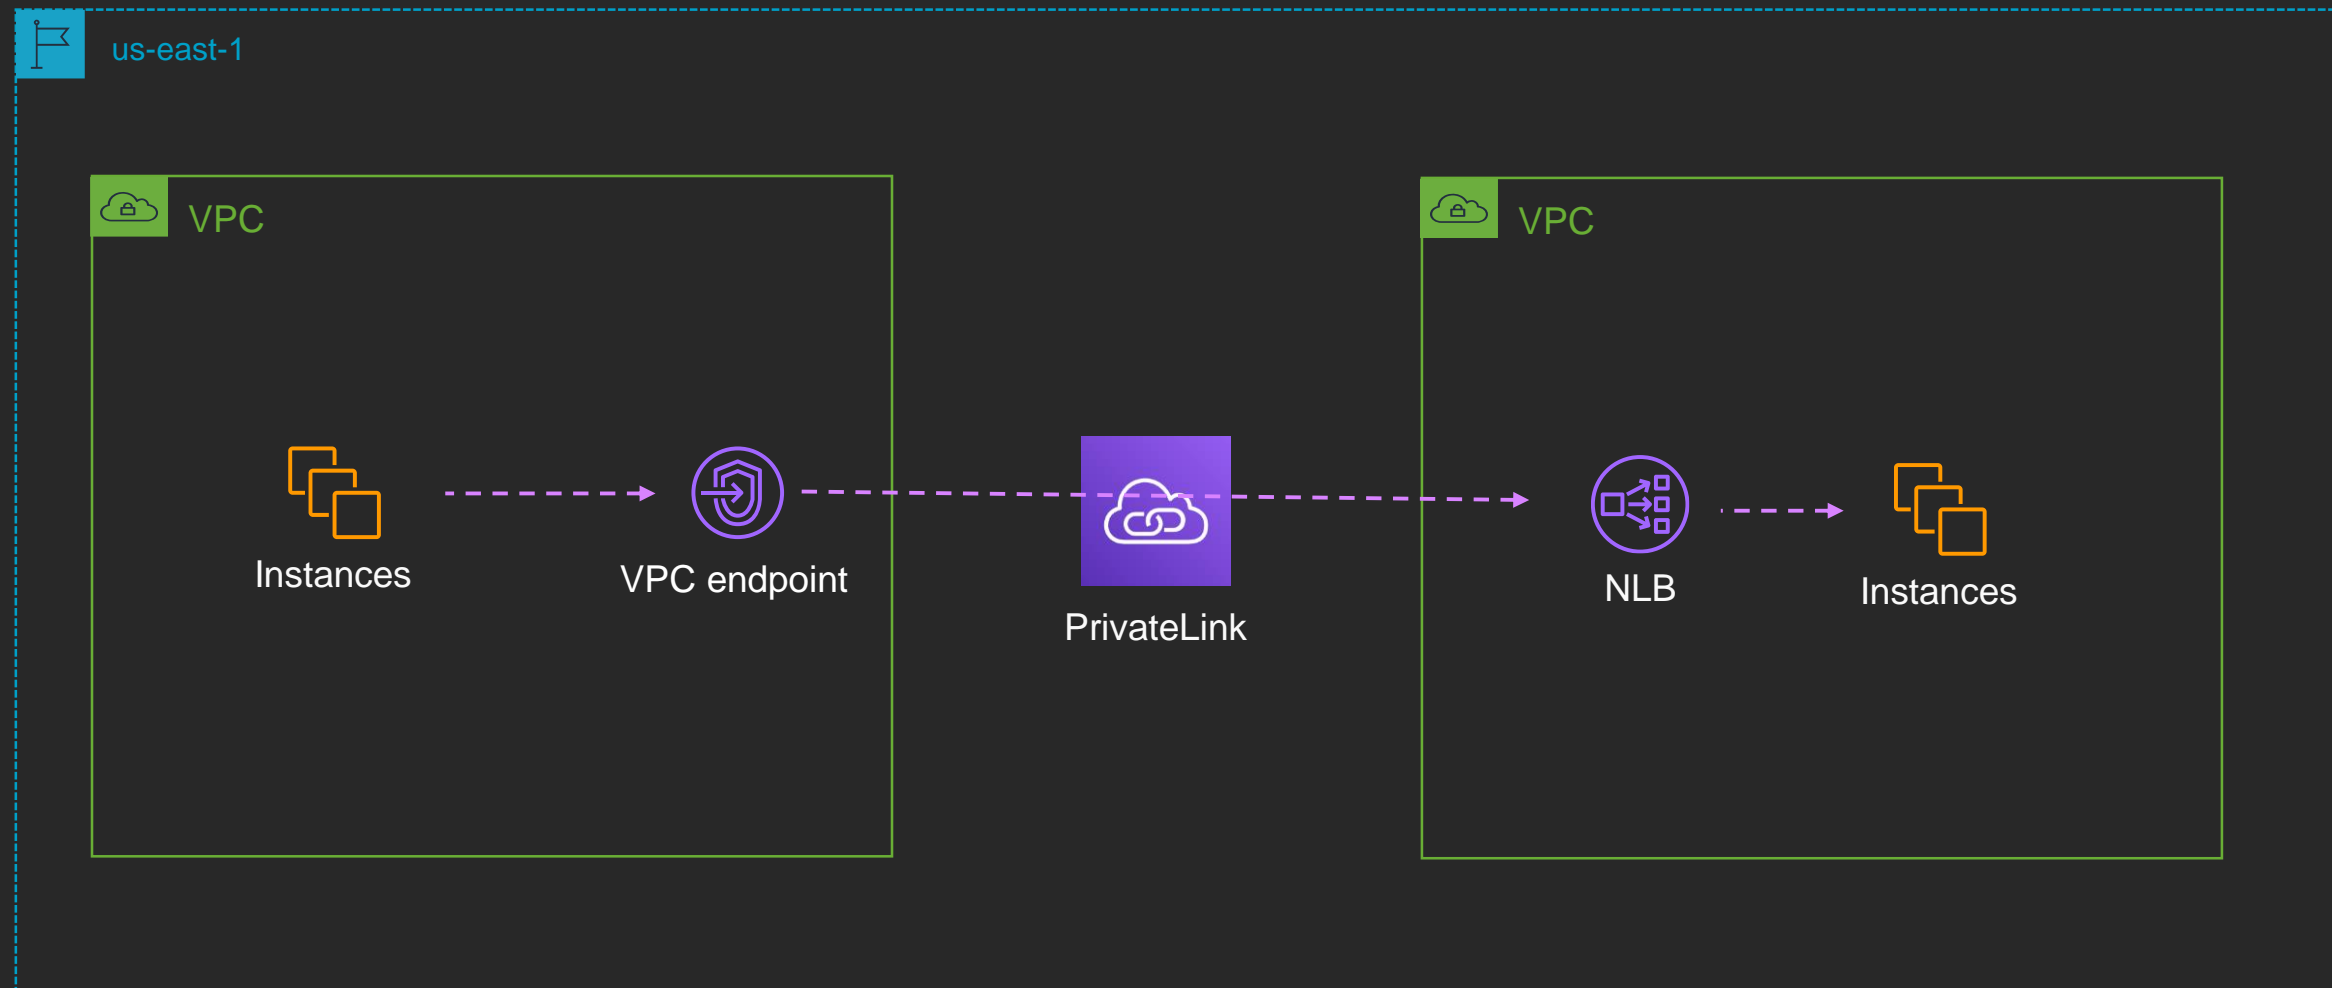 us-east-1
VPC
VPC
Instances
VPC endpoint
PrivateLink
NLB
Instances